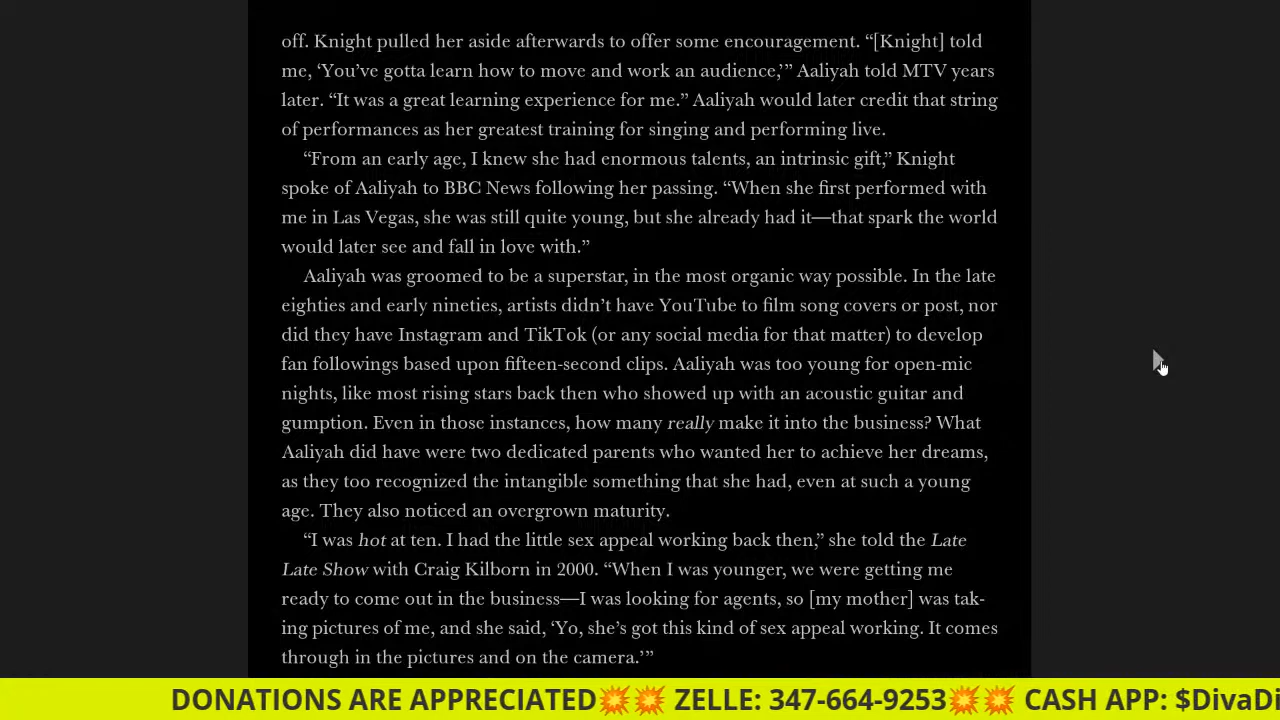 off. Knight pulled her aside afterwards to offer some encouragement. “[Knight] told
me, ‘You’ve gotta learn how to move and work an audience,’” Aaliyah told MTV years
later. “It was a great learning experience for me.” Aaliyah would later credit that string
of performances as her greatest training for singing and performing live.
“From an early age, I knew she had enormous talents, an intrinsic gift,” Knight
spoke of Aaliyah to BBC News following her passing. “When she first performed with
me in Las Vegas, she was still quite young, but she already had it—that spark the world
would later see and fall in love with.”
Aaliyah was groomed to be a superstar, in the most organic way possible. In the late
eighties and early nineties, artists didn’t have YouTube to film song covers or post, nor
did they have Instagram and TikTok (or any social media for that matter) to develop
fan followings based upon fifteen-second clips. Aaliyah was too young for open-mic
nights, like most rising stars back then who showed up with an acoustic guitar and
gumption. Even in those instances, how many really make it into the business? What
Aaliyah did have were two dedicated parents who wanted her to achieve her dreams,
as they too recognized the intangible something that she had, even at such a young
age. They also noticed an overgrown maturity.
“I was hot at ten. I had the little sex appeal working back then,” she told the Late
Late Show with Craig Kilborn in 2000. “When I was younger, we were getting me
ready to come out in the business—I was looking for agents, so [my mother] was tak-
ing pictures of me, and she said, ‘Yo, she’s got this kind of sex appeal working. It comes
through in the pictures and on the camera.’”
DONATIONS ARE APPRECIATED💥💥 ZELLE: 347-664-9253💥💥 CASH APP: $DivaDi